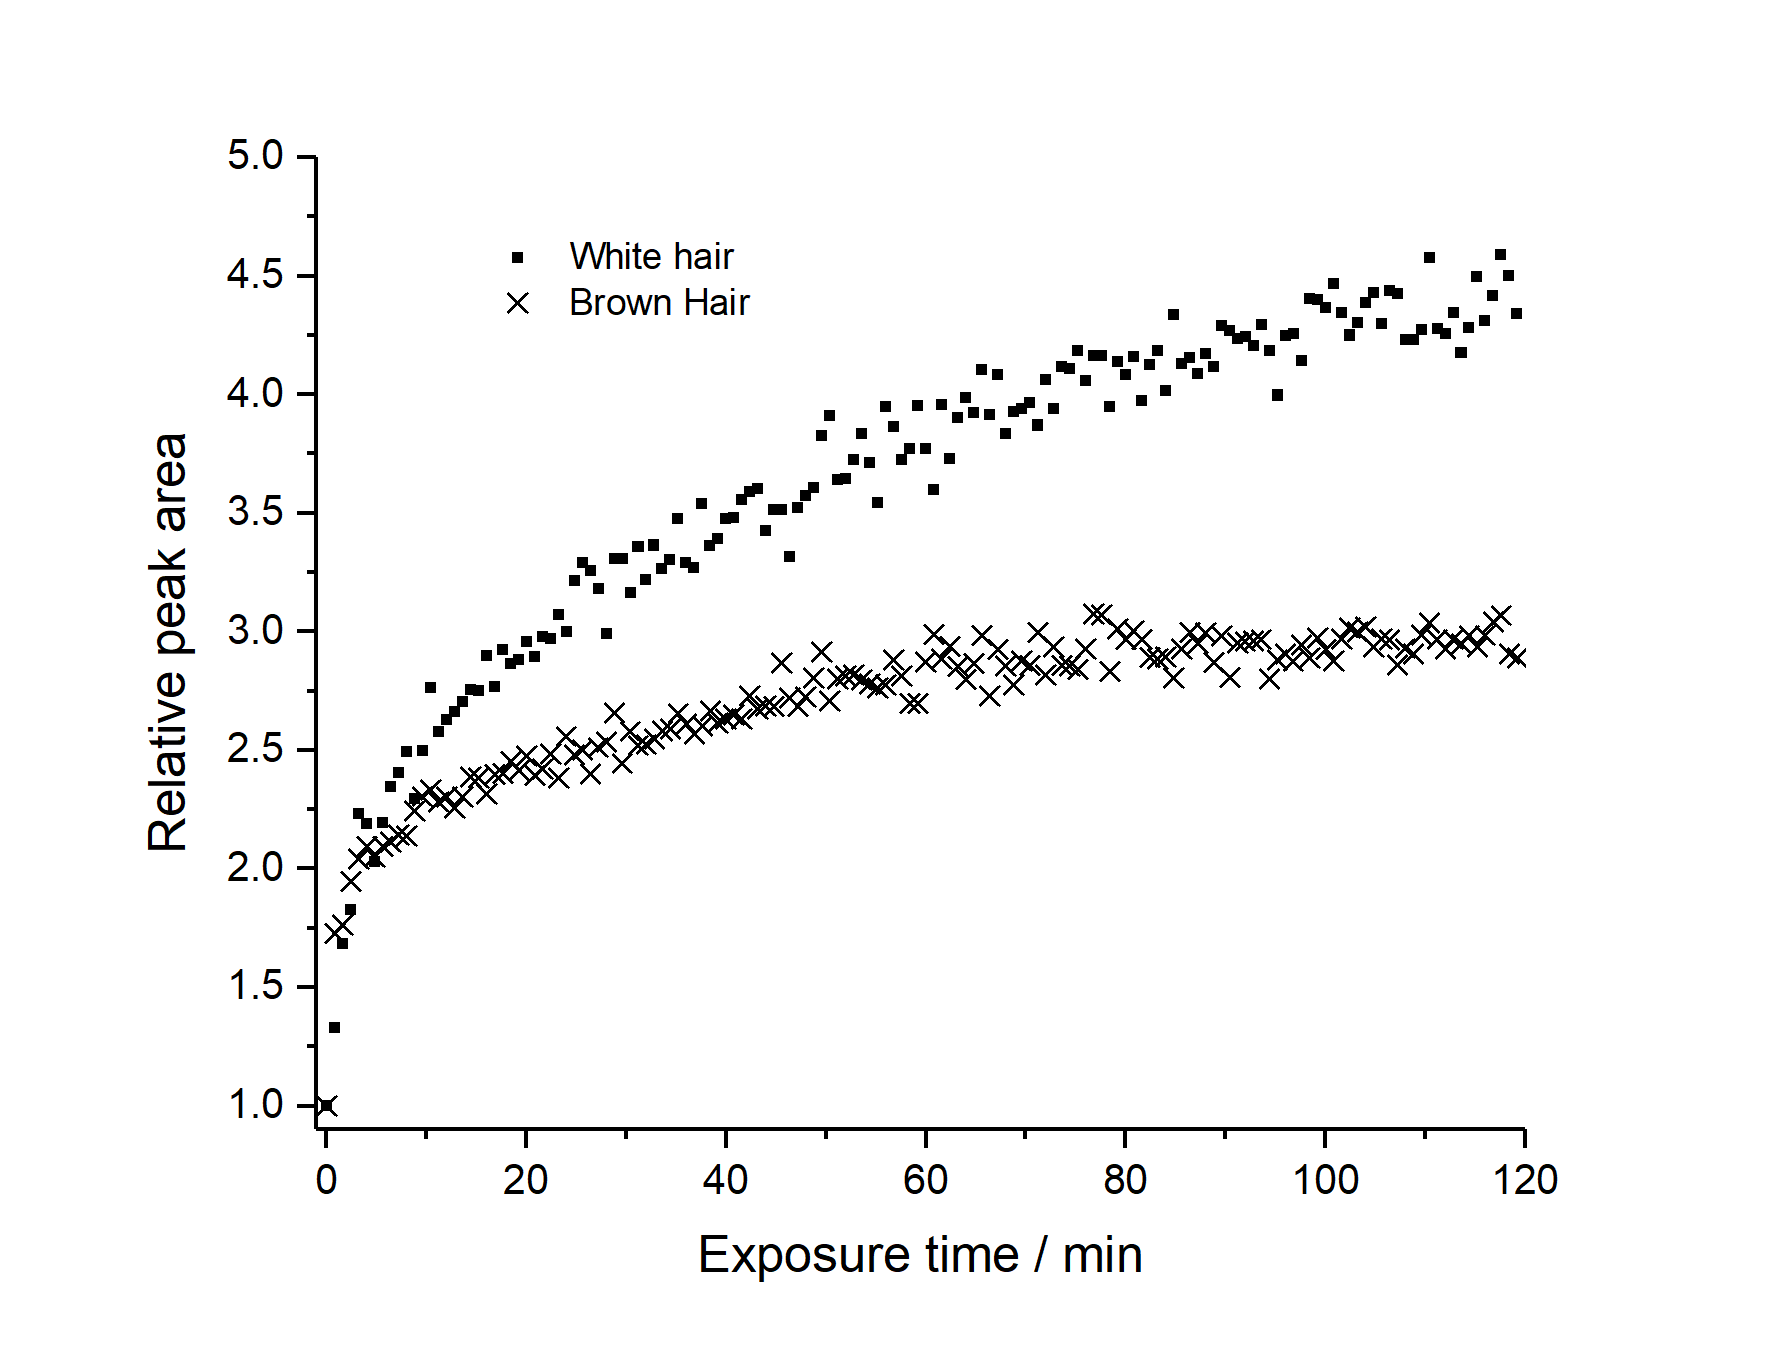 5.0
4.5
4.0
3.5
3.0
2.5
2.0
1.5
1.0
Relative peak area
White hair
Brown Hair
0 20 40 60 80 100 120
Exposure time / min